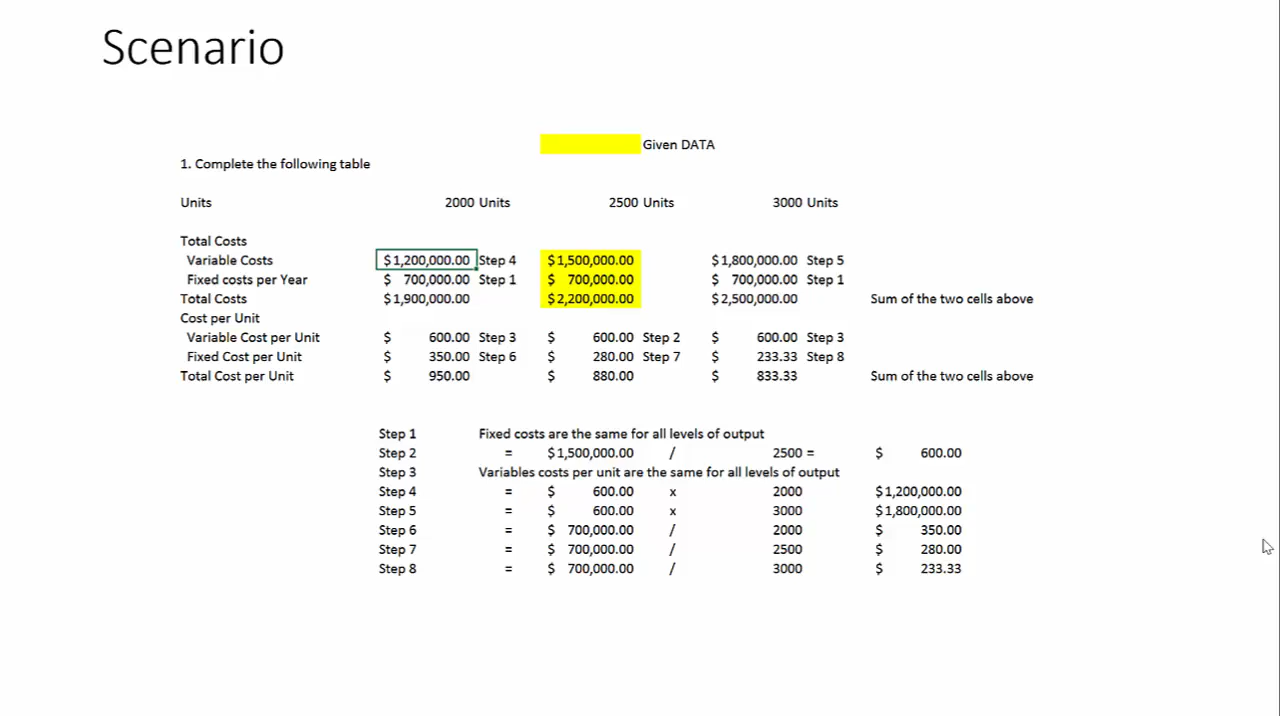 Scenario
Given DATA
1. Complete the following table
Units 2000 Units 2500 Units 3000 Units
Total Costs
Variable Costs $1,200,000.00 Step 4 $1,500,000.00 $1,800,000.00 Step 5
Fixed costs per Year $ 700,000.00 Step 1 $ 700,000.00 $ 700,000.00 Step 1
Total Costs $1,900,000.00 $2,200,000.00 $2,500,000.00 Sum of the two cells above
Cost per Unit
Variable Cost per Unit $ 600.00 Step 3 $ 600.00 Step 2 $ 600.00 Step 3
Fixed Cost per Unit $ 350.00 Step 6 $ 280.00 Step 7 $ 233.33 Step 8
Total Cost per Unit $ 950.00 $ 880.00 $ 833.33 Sum of the two cells above
Step 1 Fixed costs are the same for all levels of output
Step 2 = $1,500,000.00 / 2500 = $ 600.00
Step 3 Variables costs per unit are the same for all levels of output
Step 4 = $ 600.00 x 2000 $1,200,000.00
Step 5 = $ 600.00 x 3000 $1,800,000.00
Step 6 = $ 700,000.00 / 2000 $ 350.00
Step 7 = $ 700,000.00 / 2500 $ 280.00
Step 8 = $ 700,000.00 / 3000 $ 233.33